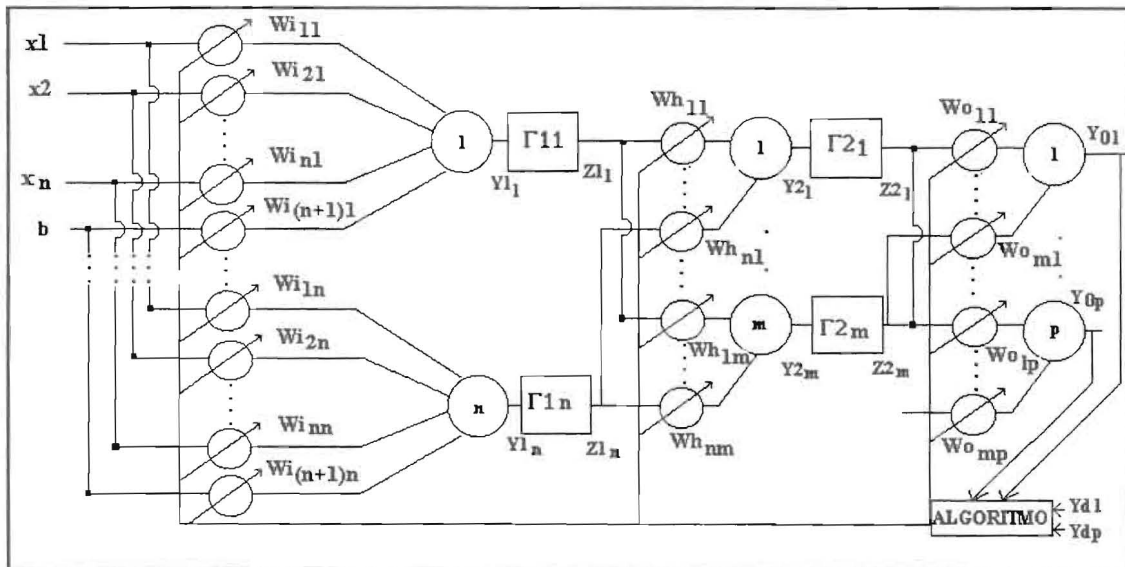 x1
Wi11
x2
Wi21
Wh11
Wo11
Y01
1
Γ11
1
Γ21
1
xn
Win1
Y11
Z11
Y21
Z21
Wi(n+1)1
b
Whn1
Wom1
Wi1n
Y0p
Wi2n
m
Γ2m
p
Wh1m
Y2m
Z2m
Wo1p
n
Γ1n
Winn
Y1n
Z1n
Whnm
Womp
Wi(n+1)n
ALGORITMO
Yd1
Ydp